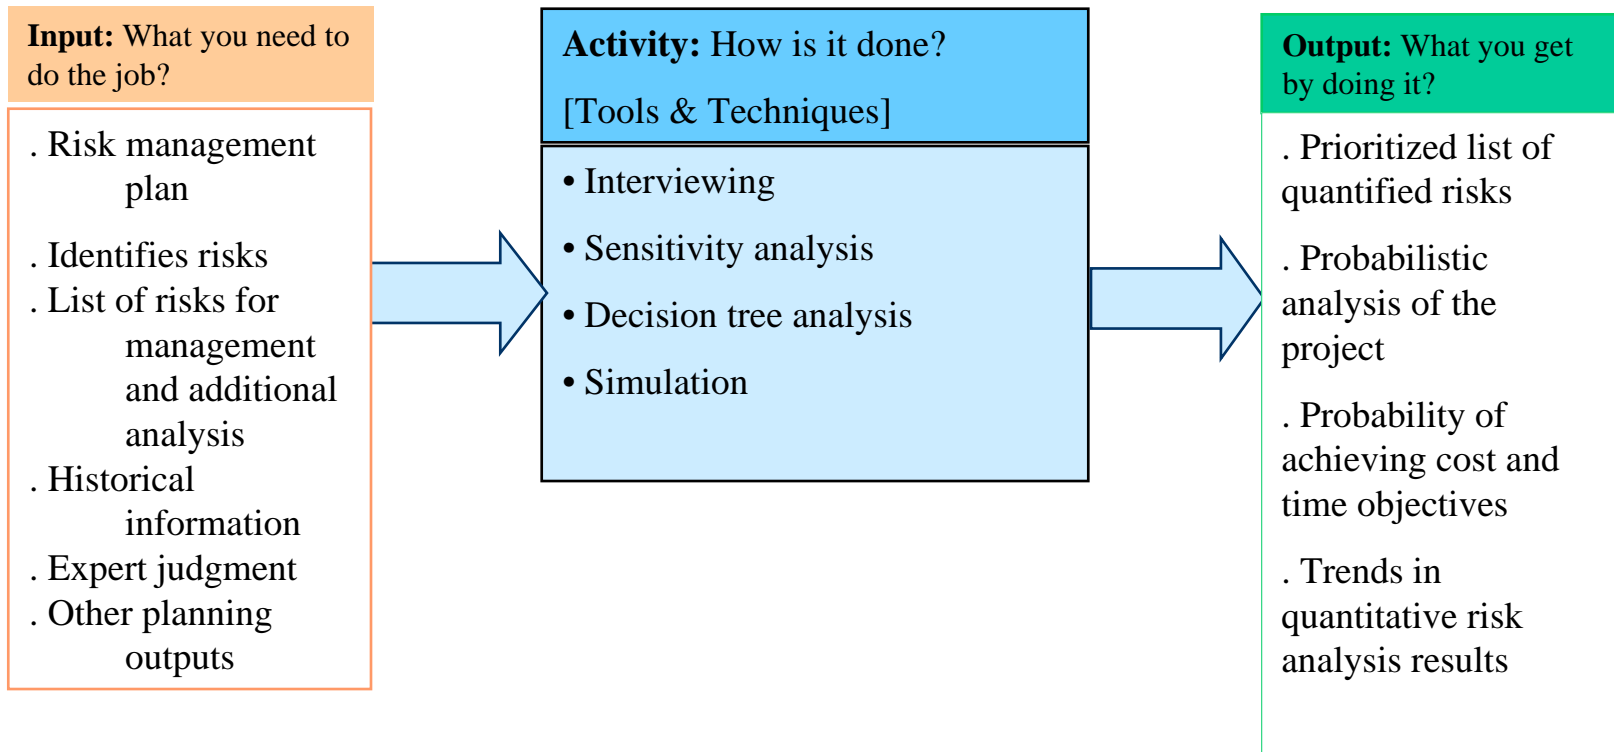 Input: What you need to
do the job?
. Risk management
plan
. Identifies risks
. List of risks for
management
and additional
analysis
. Historical
information
. Expert judgment
. Other planning
outputs
Activity: How is it done?
[Tools & Techniques]
• Interviewing
• Sensitivity analysis
• Decision tree analysis
• Simulation
Output: What you get
by doing it?
. Prioritized list of
quantified risks
. Probabilistic
analysis of the
project
. Probability of
achieving cost and
time objectives
. Trends in
quantitative risk
analysis results